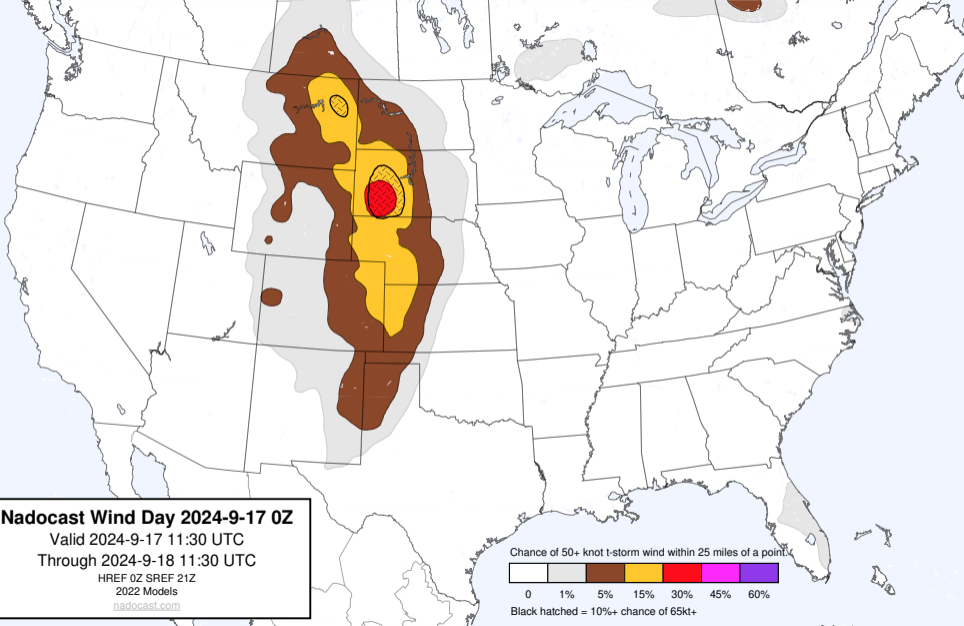 Nadocast Wind Day 2024-9-17 0Z
Valid 2024-9-17 11:30 UTC
Through 2024-9-18 11:30 UTC
HREF 0Z SREF 21Z
2022 Models
nadocast.com
Chance of 50+ knot t-storm wind within 25 miles of a point.
0 1% 5% 15% 30% 45% 60%
Black hatched = 10%+ chance of 65kt+